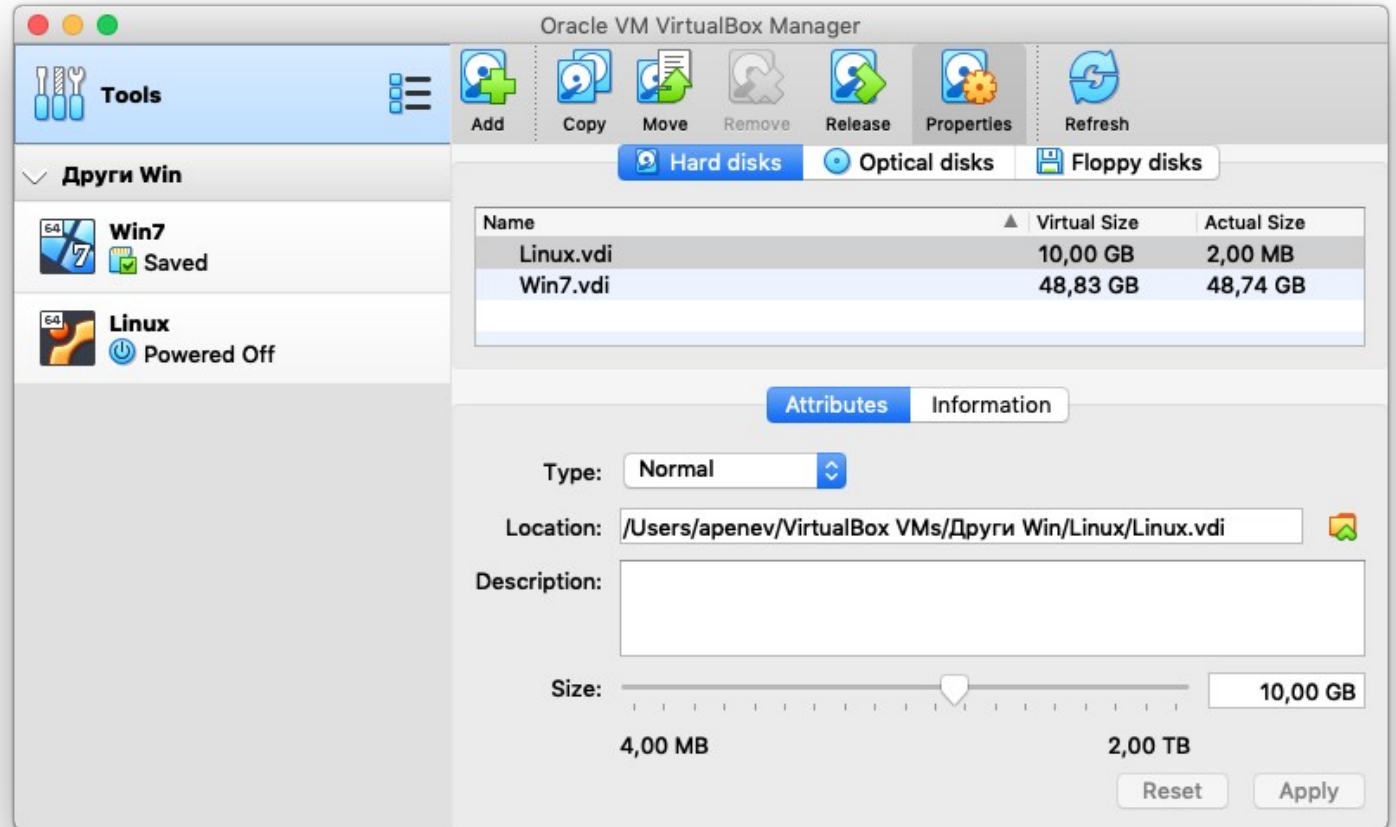 Oracle VM VirtualBox Manager
Tools
Add Copy Move Remove Release Properties Refresh
Други Win
64 7 Win7
Saved
64 Linux
Powered Off
Hard disks Optical disks Floppy disks
Name Virtual Size Actual Size
Linux.vdi 10,00 GB 2,00 MB
Win7.vdi 48,83 GB 48,74 GB
Attributes Information
Type: Normal
Location: /Users/apenev/VirtualBox VMs/Други Win/Linux/Linux.vdi
Description:
Size: 10,00 GB
4,00 MB 2,00 TB
Reset Apply